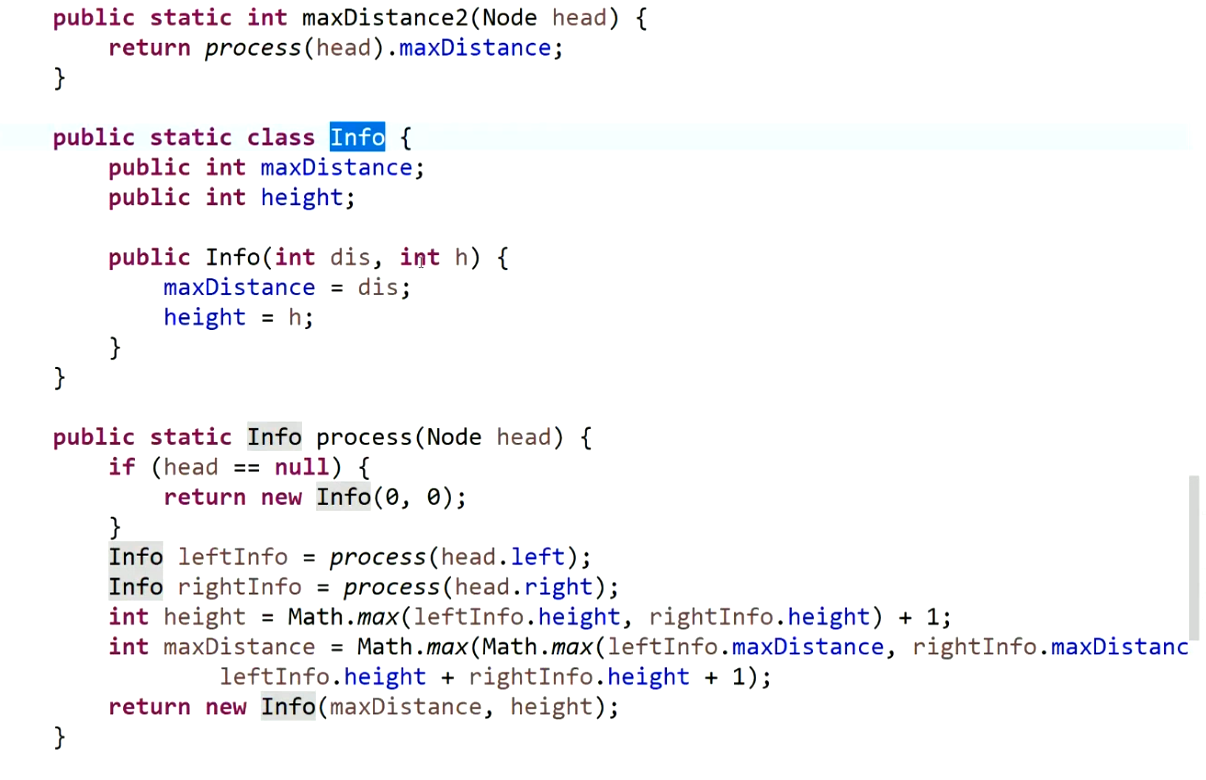 public static int maxDistance2(Node head) {
    return process(head).maxDistance;
}
public static class Info {
    public int maxDistance;
    public int height;
    public Info(int dis, int h) {
        maxDistance = dis;
        height = h;
    }
}
public static Info process(Node head) {
    if (head == null) {
        return new Info(0, 0);
    }
    Info leftInfo = process(head.left);
    Info rightInfo = process(head.right);
    int height = Math.max(leftInfo.height, rightInfo.height) + 1;
    int maxDistance = Math.max(Math.max(leftInfo.maxDistance, rightInfo.maxDistanc
            leftInfo.height + rightInfo.height + 1);
    return new Info(maxDistance, height);
}